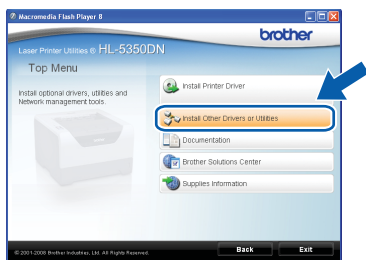 Macromedia Flash Player 8
brother
Laser Printer Utilities ® HL-5350DN
Top Menu
Install optional drivers, utilities and
Network management tools.
Install Printer Driver
Install Other Drivers or Utilities
Documentation
Brother Solutions Center
Supplies Information
© 2001-2008 Brother Industries, Ltd. All Rights Reserved.
Back
Exit